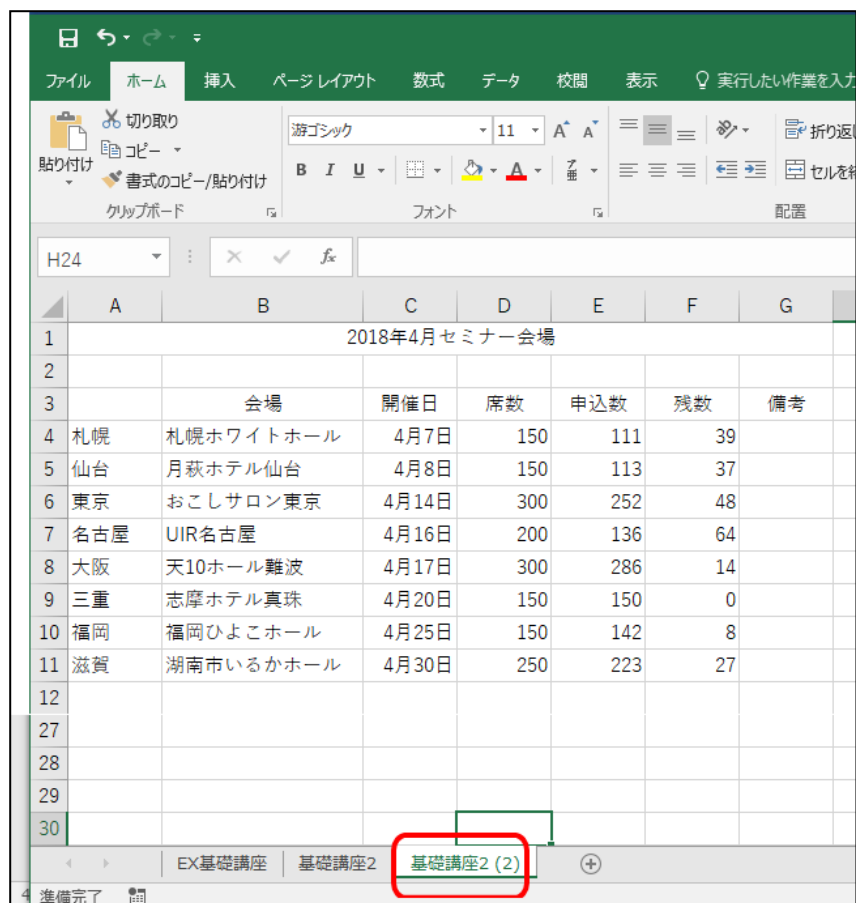 ファイル ホーム 挿入 ページ レイアウト 数式 データ 校閲 表示 実行したい作業を入力
切り取り
コピー
書式のコピー/貼り付け
貼り付け
クリップボード
游ゴシック 11 A A
B I U A
フォント
折り返し
セルを結
配置
H24 fx
A B C D E F G
1 2018年4月セミナー会場
2
3 会場 開催日 席数 申込数 残数 備考
4 札幌 札幌ホワイトホール 4月7日 150 111 39
5 仙台 月萩ホテル仙台 4月8日 150 113 37
6 東京 おこしサロン東京 4月14日 300 252 48
7 名古屋 UIR名古屋 4月16日 200 136 64
8 大阪 天10ホール難波 4月17日 300 286 14
9 三重 志摩ホテル真珠 4月20日 150 150 0
10 福岡 福岡ひよこホール 4月25日 150 142 8
11 滋賀 湖南市いるかホール 4月30日 250 223 27
12
27
28
29
30
EX基礎講座 基礎講座2 基礎講座2 (2)
4 準備完了